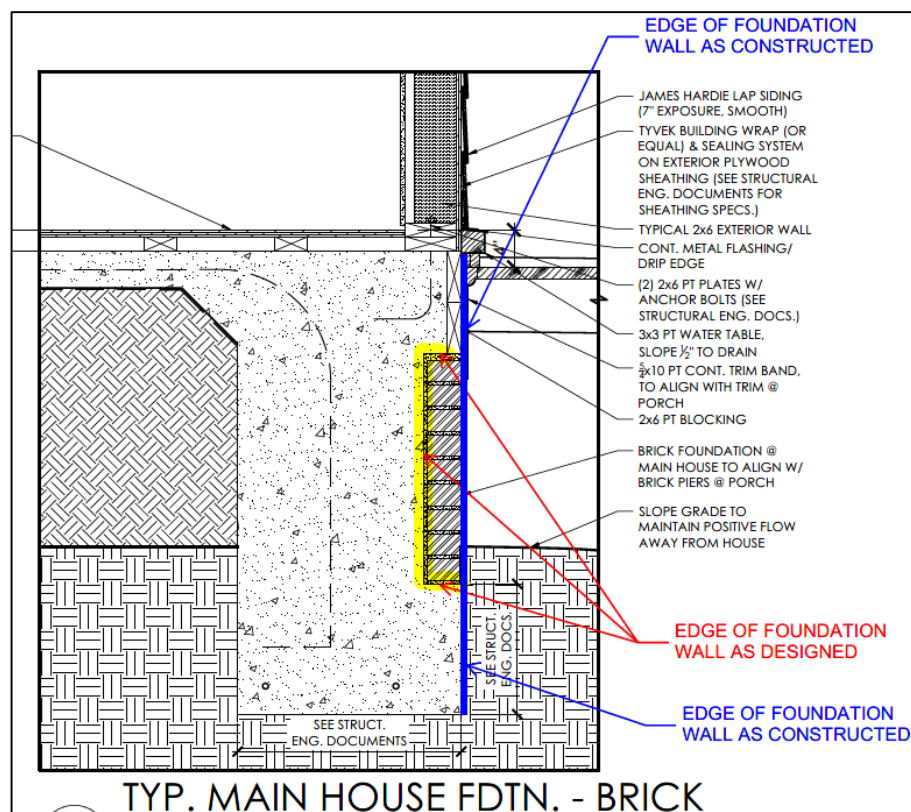 EDGE OF FOUNDATION
WALL AS CONSTRUCTED
JAMES HARDIE LAP SIDING
(7" EXPOSURE, SMOOTH)
TYVEK BUILDING WRAP (OR
EQUAL) & SEALING SYSTEM
ON EXTERIOR PLYWOOD
SHEATHING (SEE STRUCTURAL
ENG. DOCUMENTS FOR
SHEATHING SPECS.)
TYPICAL 2x6 EXTERIOR WALL
CONT. METAL FLASHING/
DRIP EDGE
(2) 2x6 PT PLATES W/
ANCHOR BOLTS (SEE
STRUCTURAL ENG. DOCS.)
3x3 PT WATER TABLE,
SLOPE ½" TO DRAIN
5/4x10 PT CONT. TRIM BAND,
TO ALIGN WITH TRIM @
PORCH
2x6 PT BLOCKING
BRICK FOUNDATION @
MAIN HOUSE TO ALIGN W/
BRICK PIERS @ PORCH
SLOPE GRADE TO
MAINTAIN POSITIVE FLOW
AWAY FROM HOUSE
EDGE OF FOUNDATION
WALL AS DESIGNED
SEE STRUCT.
ENG. DOCS.
EDGE OF FOUNDATION
WALL AS CONSTRUCTED
SEE STRUCT.
ENG. DOCUMENTS
TYP. MAIN HOUSE FDTN. - BRICK